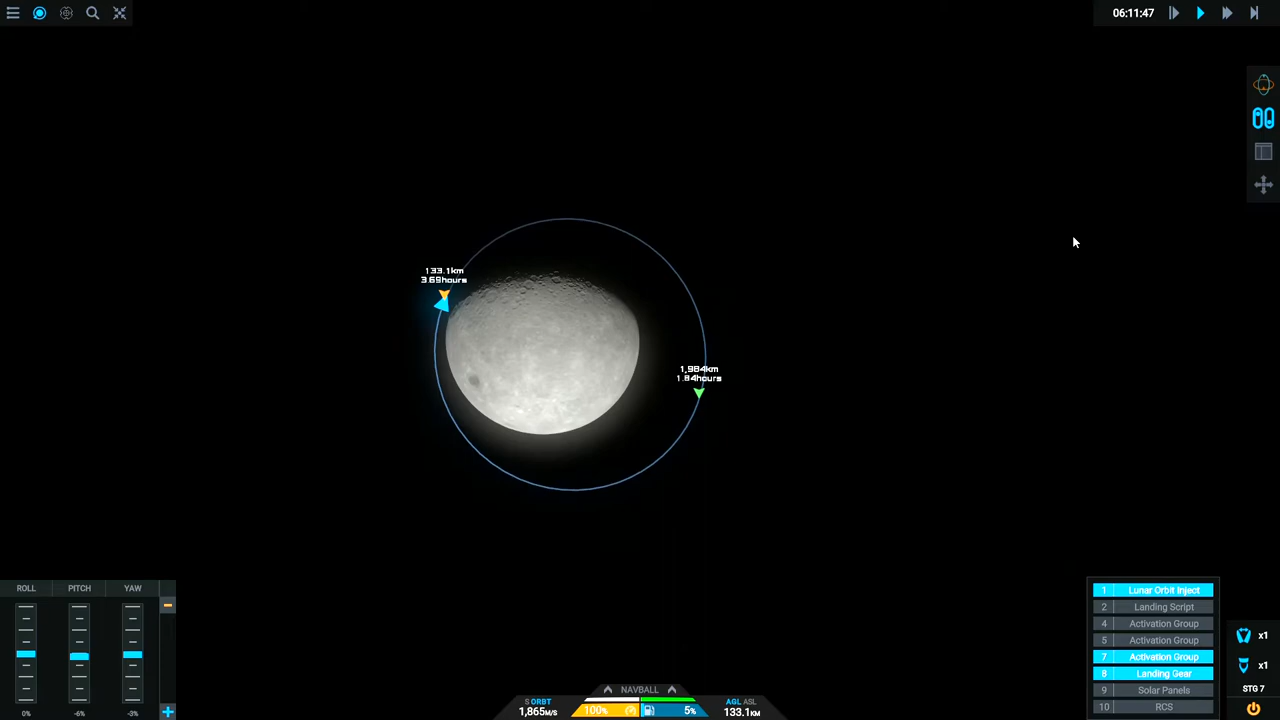 06:11:47
133.1km
3.69hours
1,984km
1.84hours
ROLL PITCH YAW
0% -6% -3%
NAVBALL
S ORBT
1,865M/S
100%
5%
AGL ASL
133.1KM
1 Lunar Orbit Inject
2 Landing Script
4 Activation Group
5 Activation Group
7 Activation Group
8 Landing Gear
9 Solar Panels
10 RCS
x1
x1
STG 7